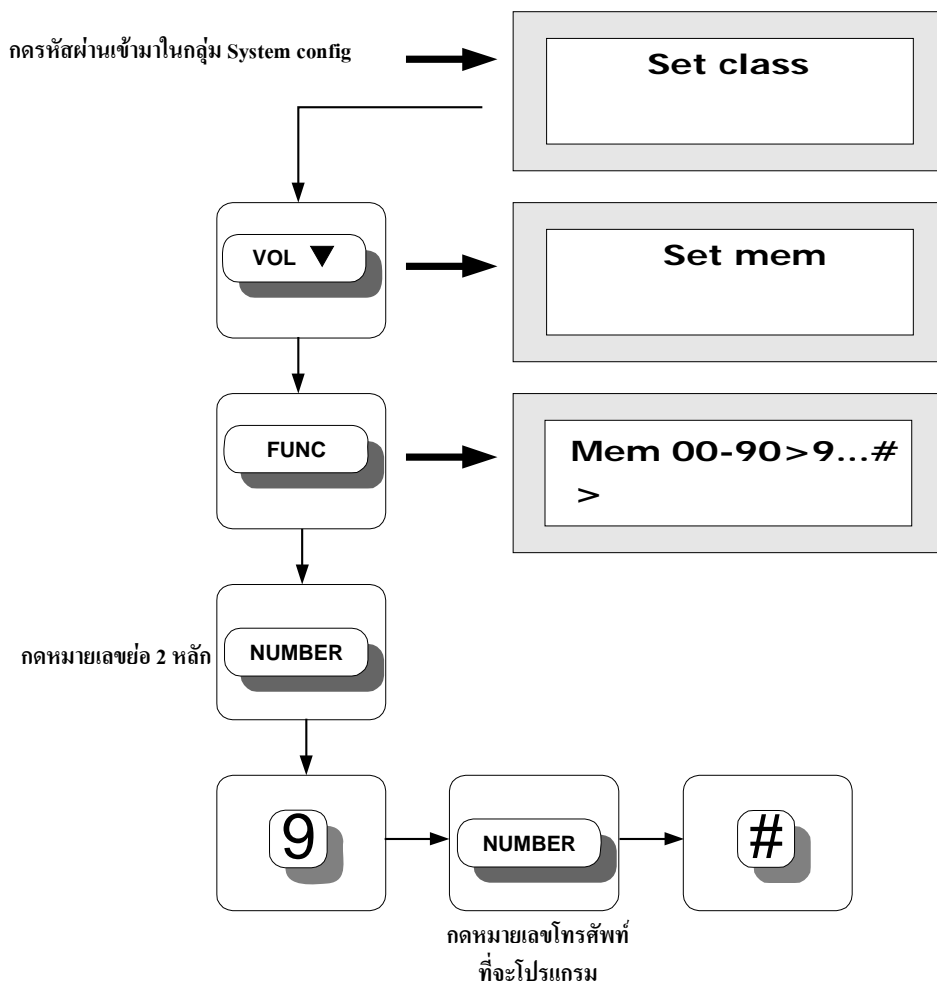 กดรหัสผ่านเข้ามาในกลุ่ม System config
Set class
VOL ▼
Set mem
FUNC
Mem 00-90>9...#
>
กดหมายเลขย่อ 2 หลัก
NUMBER
9
NUMBER
#
กดหมายเลขโทรศัพท์
ที่จะโปรแกรม